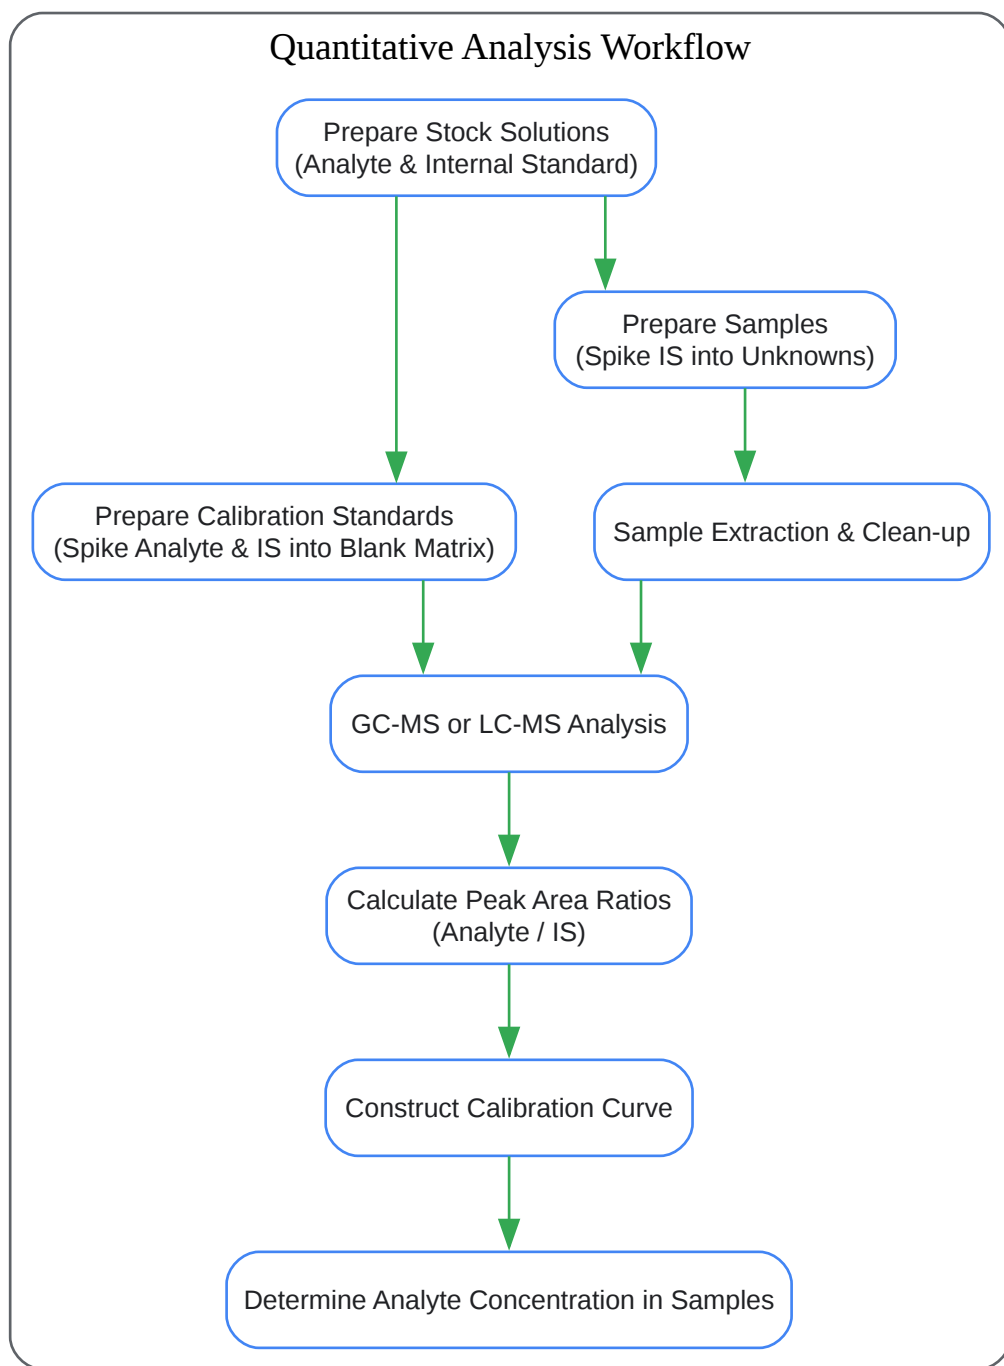 Quantitative Analysis Workflow
Prepare Stock Solutions
(Analyte & Internal Standard)
Prepare Samples
(Spike IS into Unknowns)
Prepare Calibration Standards
(Spike Analyte & IS into Blank Matrix)
Sample Extraction & Clean-up
GC-MS or LC-MS Analysis
Calculate Peak Area Ratios
(Analyte / IS)
Construct Calibration Curve
Determine Analyte Concentration in Samples